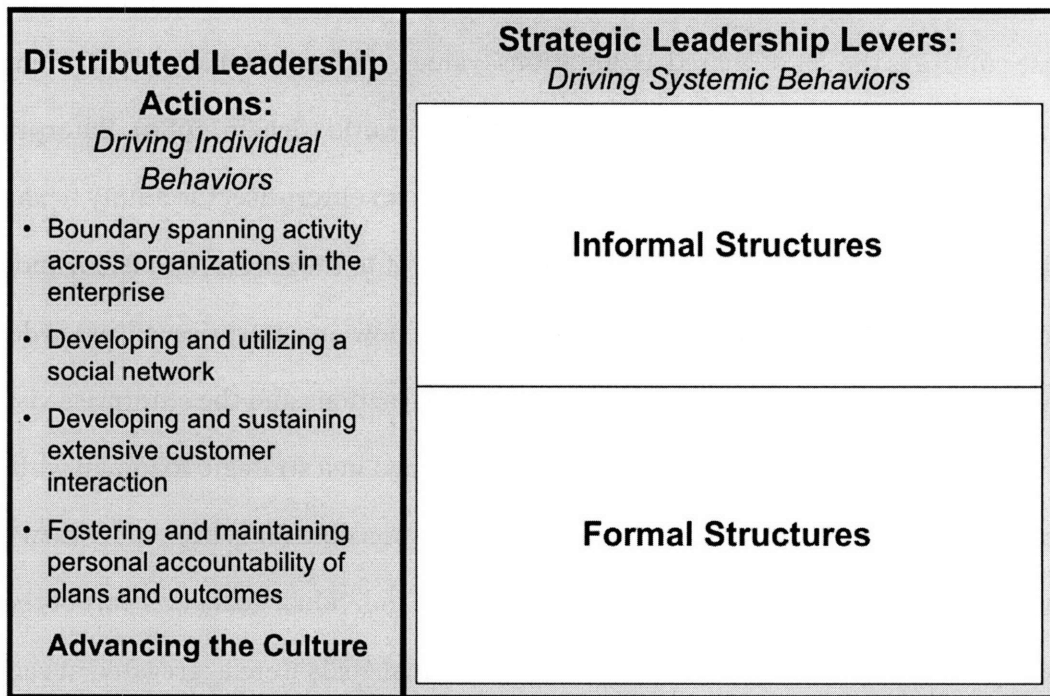 Distributed Leadership
Actions:
Driving Individual
Behaviors
• Boundary spanning activity
across organizations in the
enterprise
• Developing and utilizing a
social network
• Developing and sustaining
extensive customer
interaction
• Fostering and maintaining
personal accountability of
plans and outcomes
Advancing the Culture
Strategic Leadership Levers:
Driving Systemic Behaviors
Informal Structures
Formal Structures